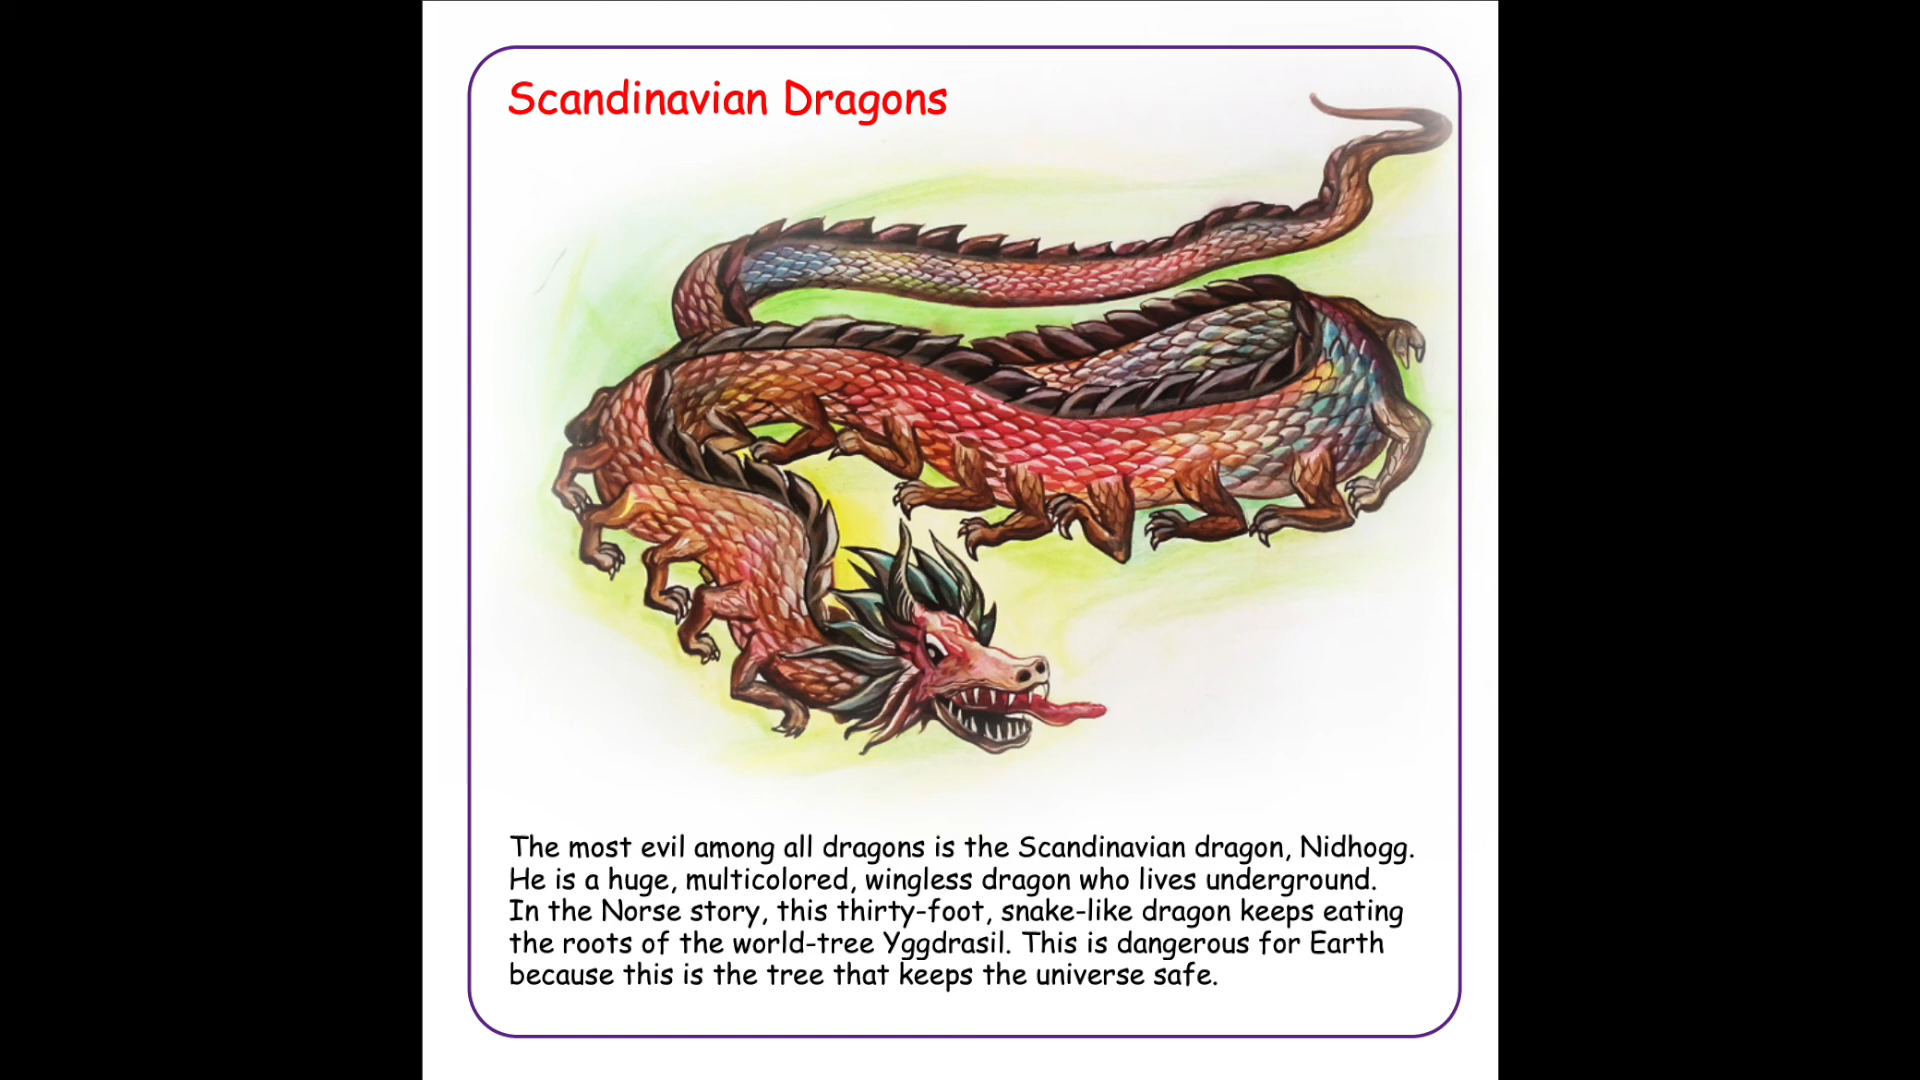 Scandinavian Dragons
The most evil among all dragons is the Scandinavian dragon, Nidhogg.
He is a huge, multicolored, wingless dragon who lives underground.
In the Norse story, this thirty-foot, snake-like dragon keeps eating
the roots of the world-tree Yggdrasil. This is dangerous for Earth
because this is the tree that keeps the universe safe.